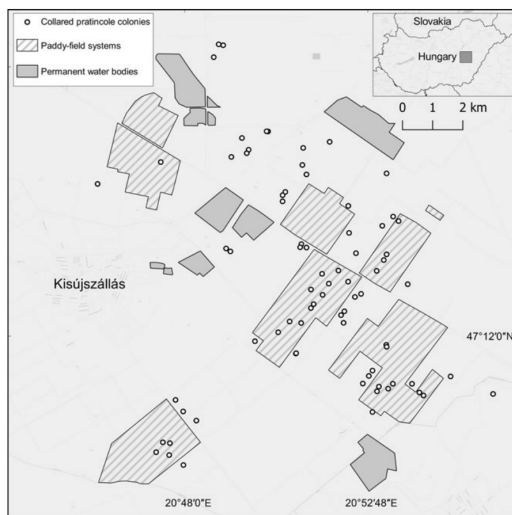 Collared pratincole colonies
Paddy-field systems
Permanent water bodies
Slovakia
Hungary
0 1 2 km
Kisújszállás
47°12′0″N
20°48′0″E
20°52′48″E